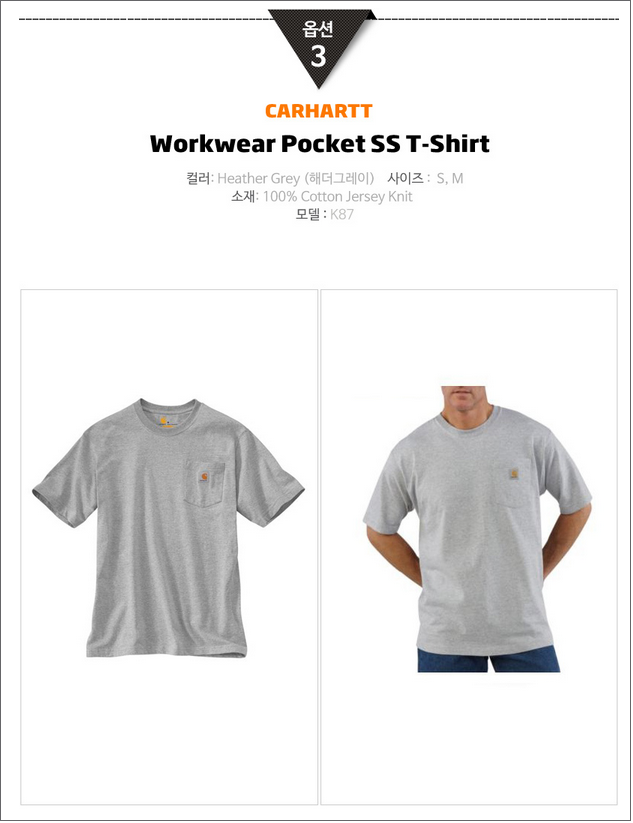 옵션
3
CARHARTT
Workwear Pocket SS T-Shirt
컬러: Heather Grey (해더그레이) 사이즈 : S, M
소재: 100% Cotton Jersey Knit
모델 : K87